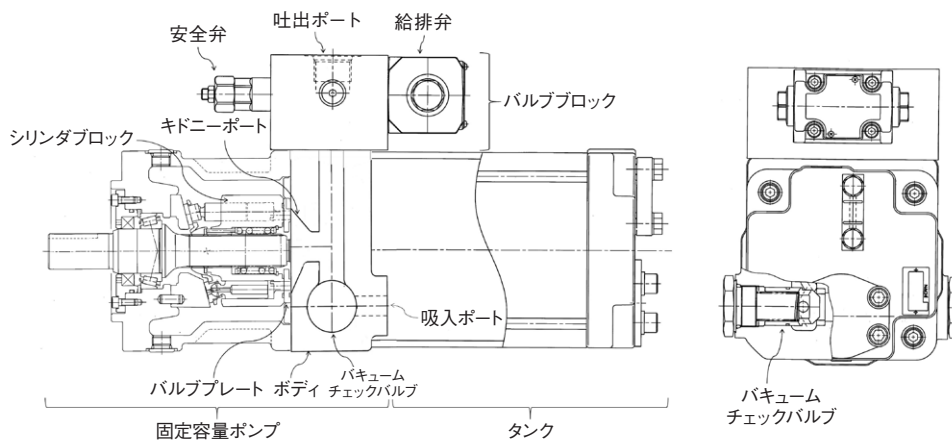 吐出ポート
給排弁
安全弁
バルブブロック
キドニーポート
シリンダブロック
吸入ポート
バルブプレート
ボディ
バキューム
チェックバルブ
バキューム
チェックバルブ
固定容量ポンプ
タンク